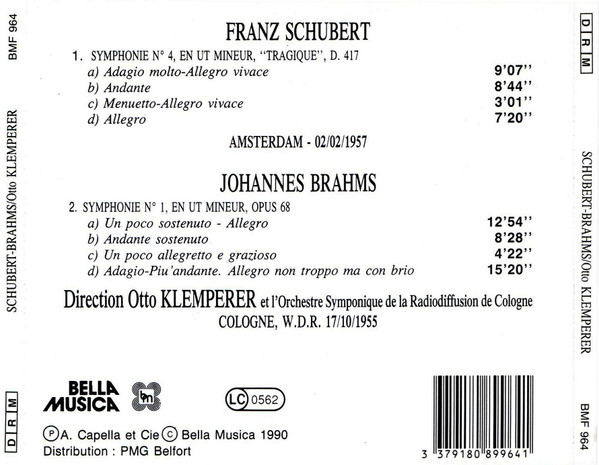 BMF 964
SCHUBERT-BRAHMS/Otto KLEMPERER
D R M
FRANZ SCHUBERT
1. SYMPHONIE N° 4, EN UT MINEUR, "TRAGIQUE", D. 417
a) Adagio molto-Allegro vivace 9'07''
b) Andante 8'44''
c) Menuetto-Allegro vivace 3'01''
d) Allegro 7'20''
AMSTERDAM - 02/02/1957
JOHANNES BRAHMS
2. SYMPHONIE N° 1, EN UT MINEUR, OPUS 68
a) Un poco sostenuto - Allegro 12'54''
b) Andante sostenuto 8'28''
c) Un poco allegretto e grazioso 4'22''
d) Adagio-Piu'andante. Allegro non troppo ma con brio 15'20''
Direction Otto KLEMPERER et l'Orchestre Symponique de la Radiodiffusion de Cologne
COLOGNE, W.D.R. 17/10/1955
BELLA MUSICA
bm
LC 0562
Ⓟ A. Capella et Cie © Bella Musica 1990
Distribution : PMG Belfort
3 379180 899641
D R M
SCHUBERT-BRAHMS/Otto KLEMPERER
BMF 964